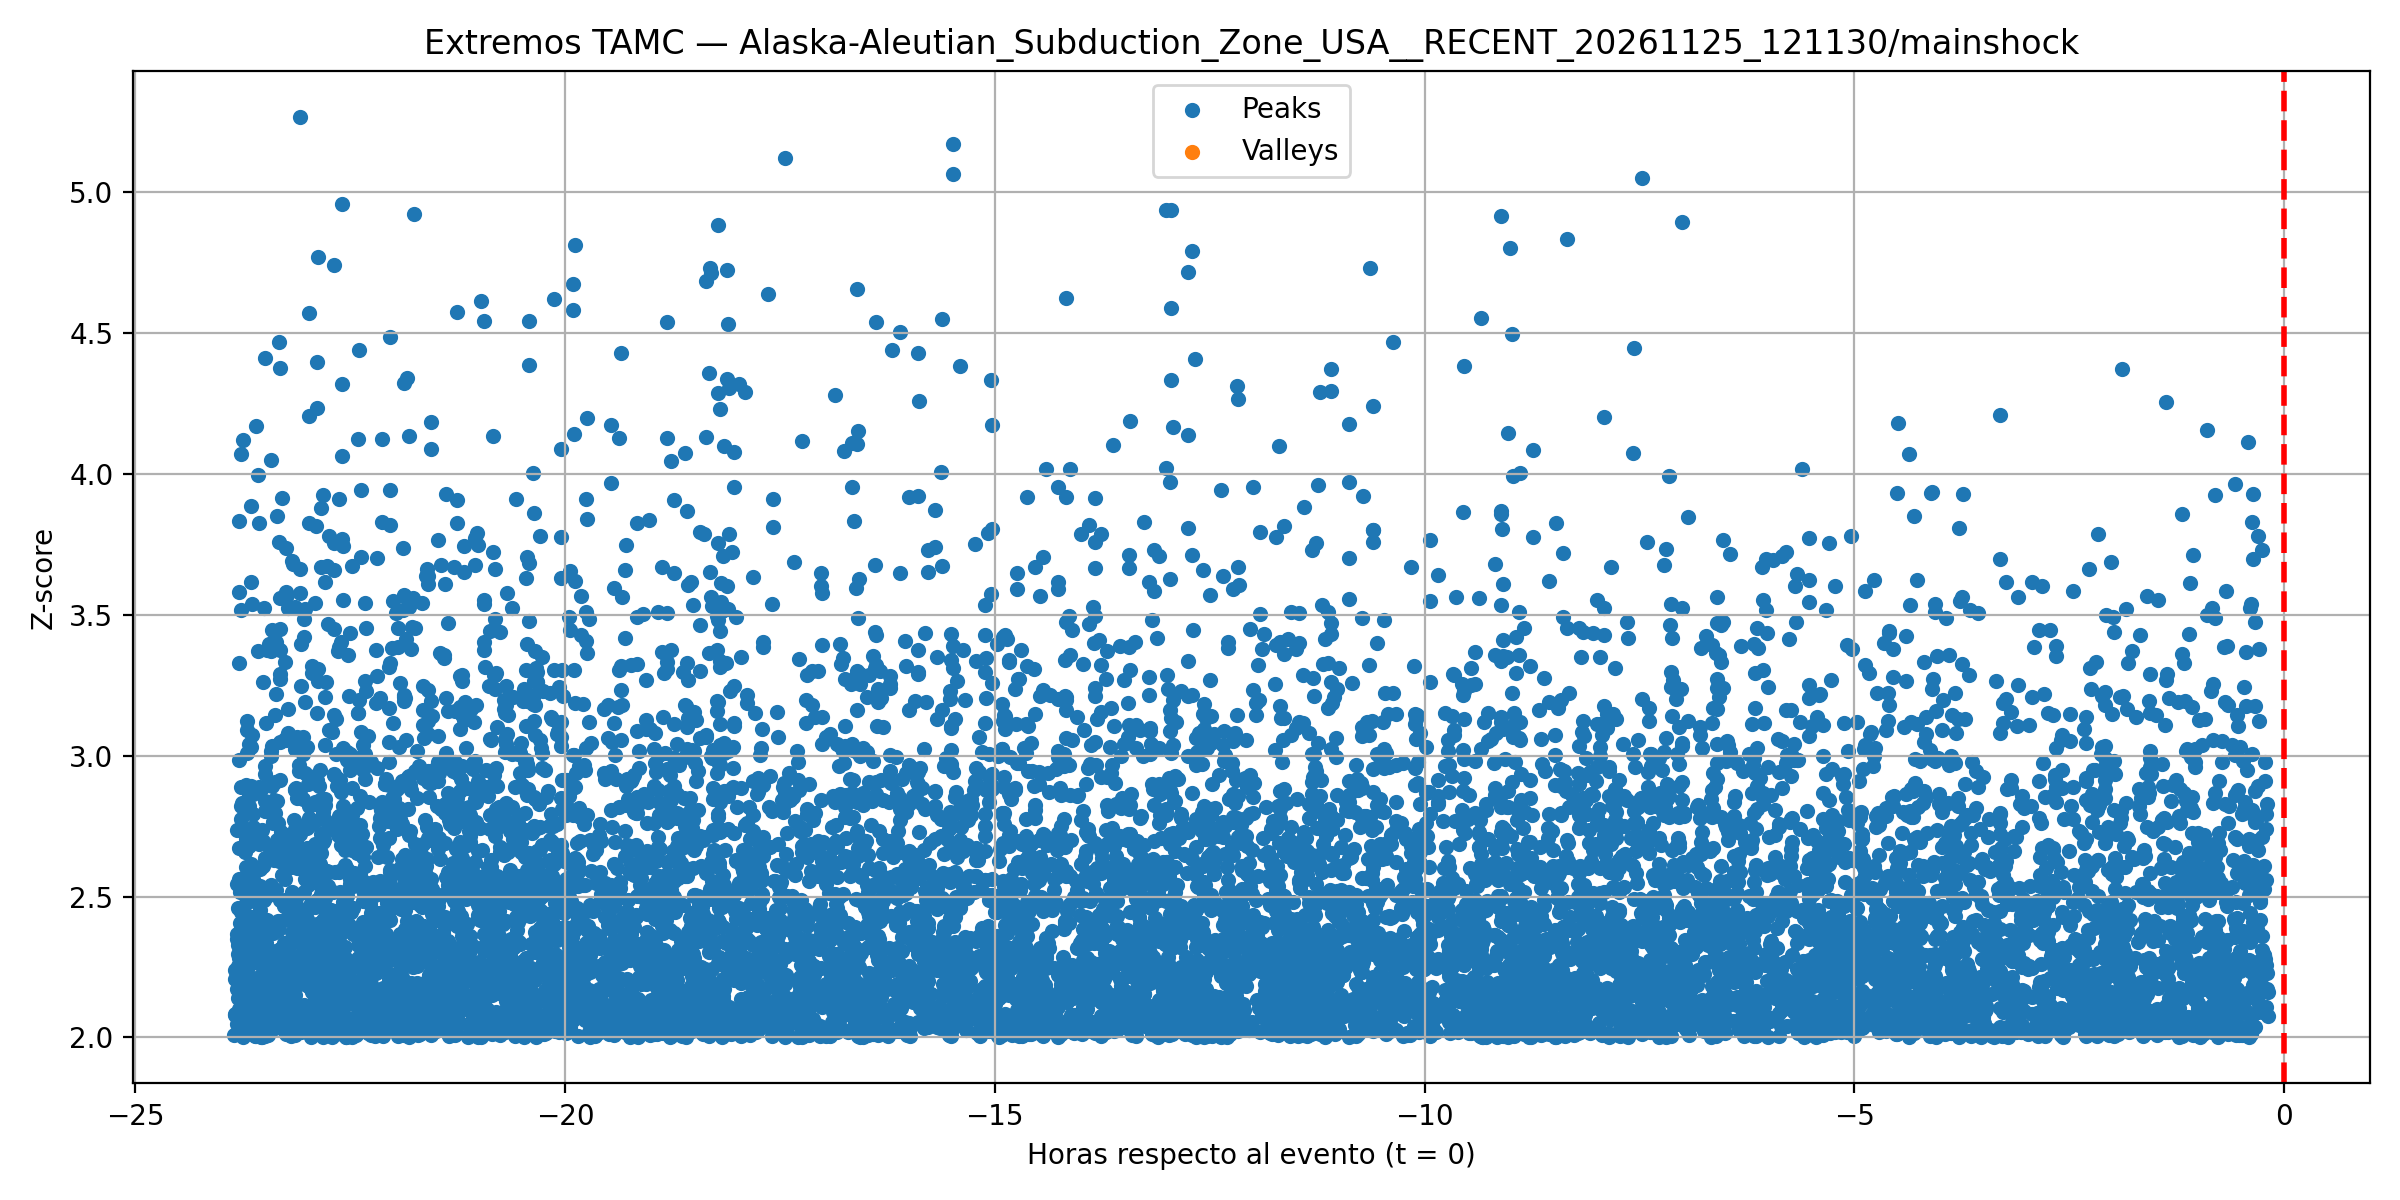 Extremos TAMC — Alaska-Aleutian_Subduction_Zone_USA__RECENT_20261125_121130/mainshock
Peaks
Valleys
Z-score
5.0
4.5
4.0
3.5
3.0
2.5
2.0
−25 −20 −15 −10 −5 0
Horas respecto al evento (t = 0)